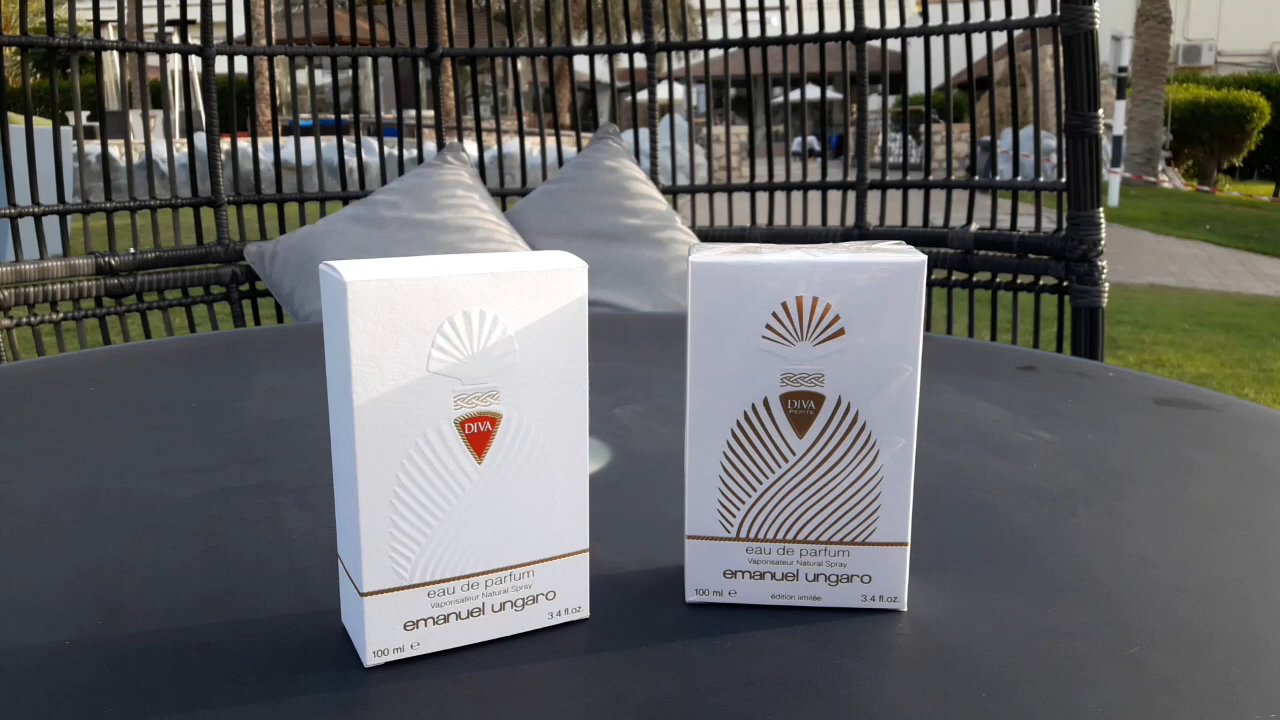 DIVA
eau de parfum
Vaporisateur Natural Spray
emanuel ungaro
100 ml ℮
3.4 fl.oz.
DIVA
PÉPITE
eau de parfum
Vaporisateur Natural Spray
emanuel ungaro
100 ml ℮ édition limitée 3.4 fl.oz.